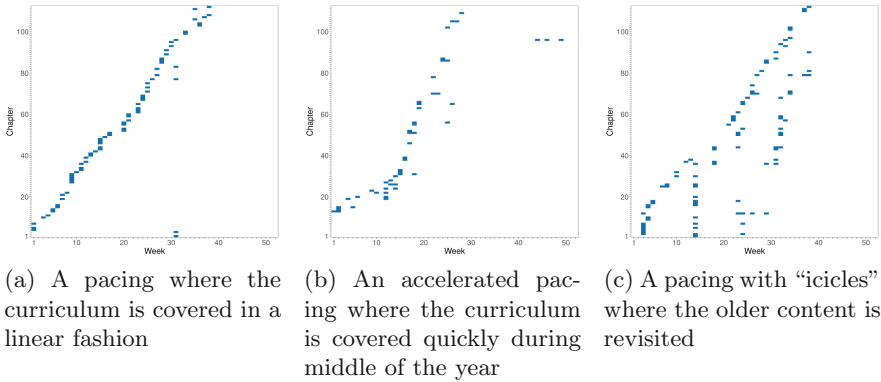 100
80
60
40
20
1
Chapter
1 10 20 30 40 50
Week
100
80
60
40
20
1
Chapter
1 10 20 30 40 50
Week
100
80
60
40
20
1
Chapter
1 10 20 30 40 50
Week
(a) A pacing where the
curriculum is covered in a
linear fashion
(b) An accelerated pac-
ing where the curriculum
is covered quickly during
middle of the year
(c) A pacing with “icicles”
where the older content is
revisited